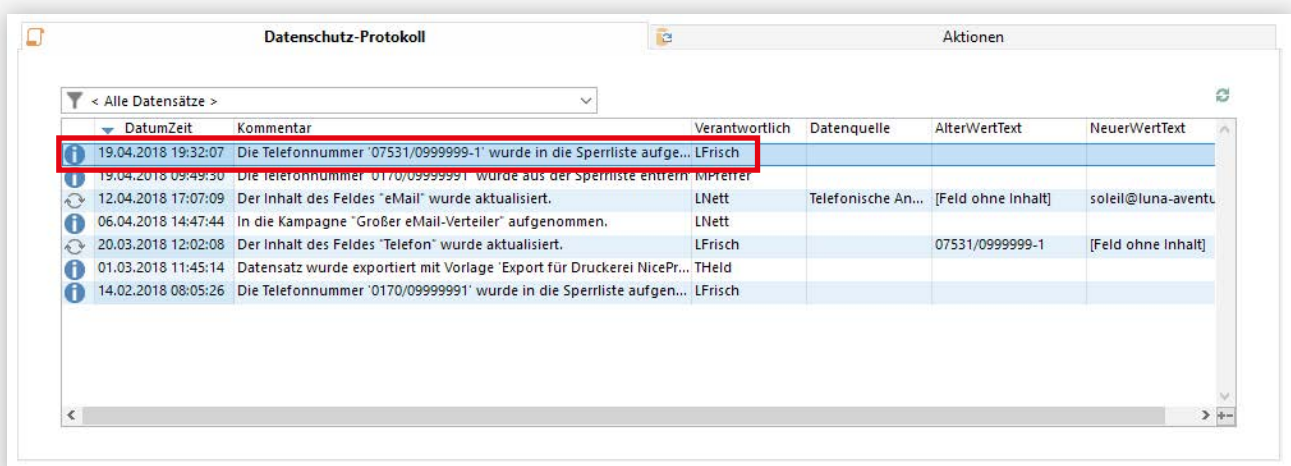 Datenschutz-Protokoll Aktionen
< Alle Datensätze >
DatumZeit Kommentar Verantwortlich Datenquelle AlterWertText NeuerWertText
19.04.2018 19:32:07 Die Telefonnummer '07531/0999999-1' wurde in die Sperrliste aufge... LFrisch
19.04.2018 09:49:30 Die Telefonnummer '0170/09999991' wurde aus der Sperrliste entfern MPfeffer
12.04.2018 17:07:09 Der Inhalt des Feldes "eMail" wurde aktualisiert. LNett Telefonische An... [Feld ohne Inhalt] soleil@luna-aventu
06.04.2018 14:47:44 In die Kampagne "Großer eMail-Verteiler" aufgenommen. LNett
20.03.2018 12:02:08 Der Inhalt des Feldes "Telefon" wurde aktualisiert. LFrisch 07531/0999999-1 [Feld ohne Inhalt]
01.03.2018 11:45:14 Datensatz wurde exportiert mit Vorlage 'Export für Druckerei NicePr... THeld
14.02.2018 08:05:26 Die Telefonnummer '0170/09999991' wurde in die Sperrliste aufgen... LFrisch